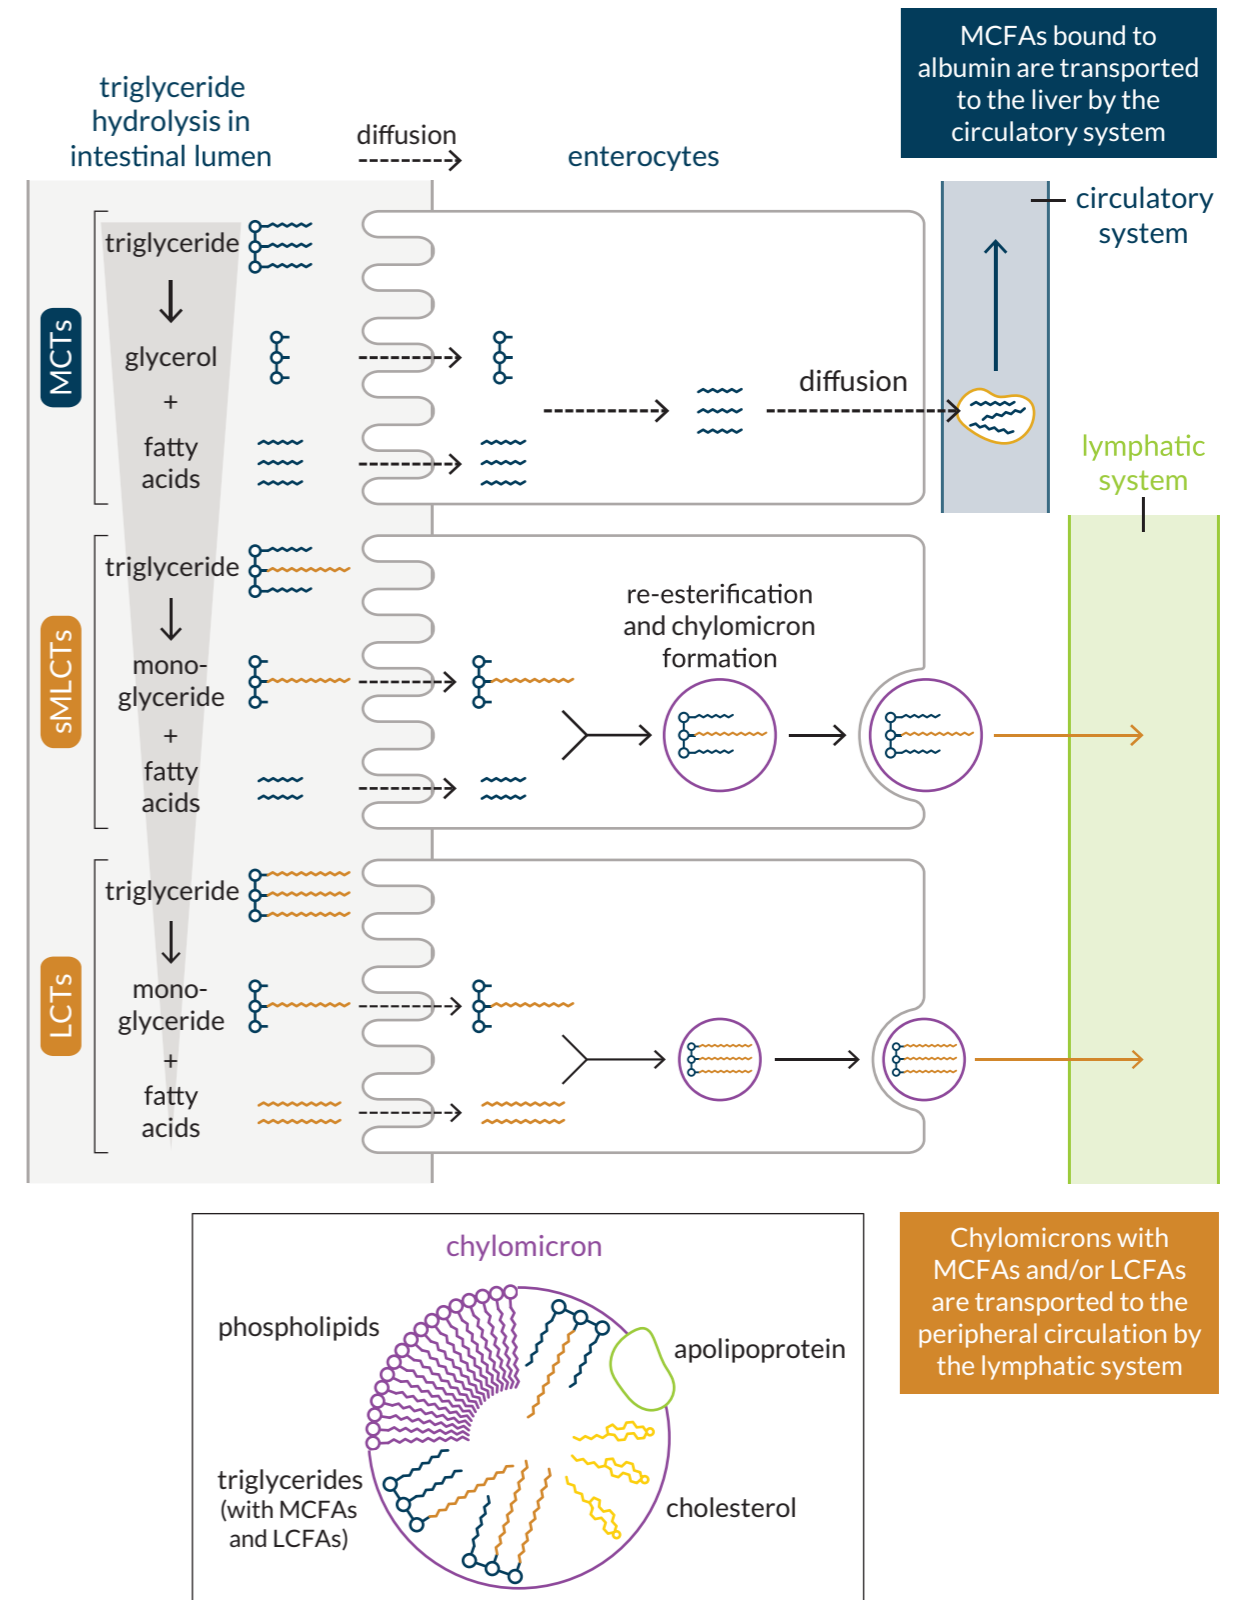 MCFAs bound to
albumin are transported
to the liver by the
circulatory system
triglyceride
hydrolysis in
intestinal lumen
diffusion
enterocytes
circulatory
system
MCTs
triglyceride
glycerol
+
fatty
acids
diffusion
lymphatic
system
sMLCTs
triglyceride
mono-
glyceride
+
fatty
acids
re-esterification
and chylomicron
formation
LCTs
triglyceride
mono-
glyceride
+
fatty
acids
chylomicron
phospholipids
apolipoprotein
triglycerides
(with MCFAs
and LCFAs)
cholesterol
Chylomicrons with
MCFAs and/or LCFAs
are transported to the
peripheral circulation by
the lymphatic system